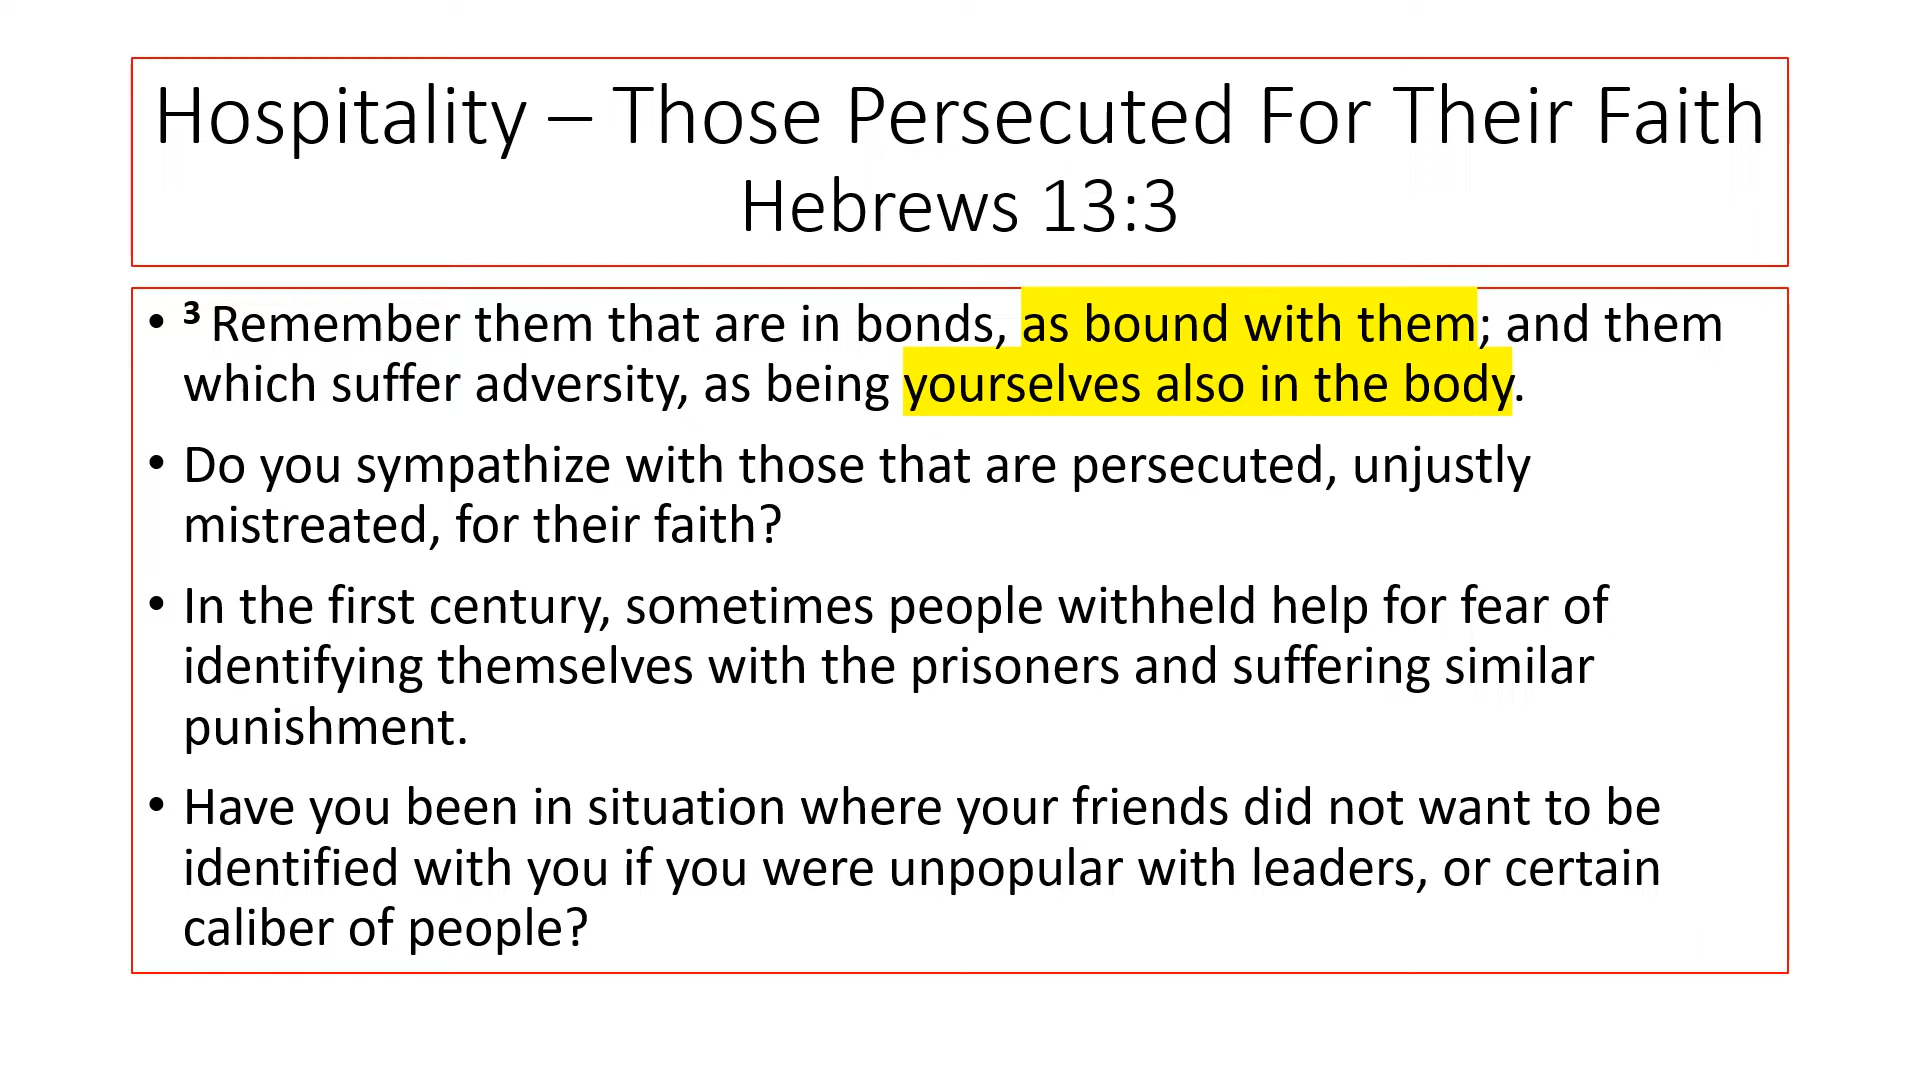 Hospitality – Those Persecuted For Their Faith
Hebrews 13:3
• ³ Remember them that are in bonds, as bound with them; and them
which suffer adversity, as being yourselves also in the body.
• Do you sympathize with those that are persecuted, unjustly
mistreated, for their faith?
• In the first century, sometimes people withheld help for fear of
identifying themselves with the prisoners and suffering similar
punishment.
• Have you been in situation where your friends did not want to be
identified with you if you were unpopular with leaders, or certain
caliber of people?